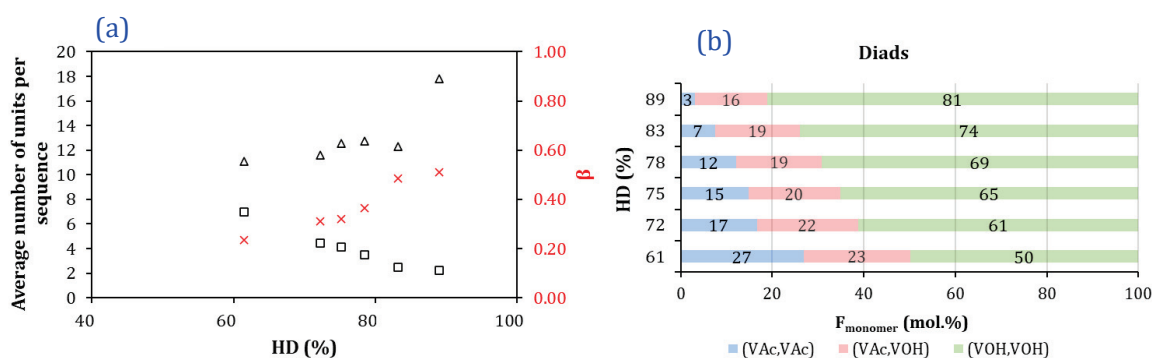 (a)
20
18
16
14
12
10
8
6
4
2
0
Average number of units per
sequence
40
60
80
100
HD (%)
1.00
0.80
0.60
0.40
0.20
0.00
β
(b)
Diads
HD (%)
89 3 16 81
83 7 19 74
78 12 19 69
75 15 20 65
72 17 22 61
61 27 23 50
0 20 40 60 80 100
Fmonomer (mol.%)
(VAc,VAc) (VAc,VOH) (VOH,VOH)